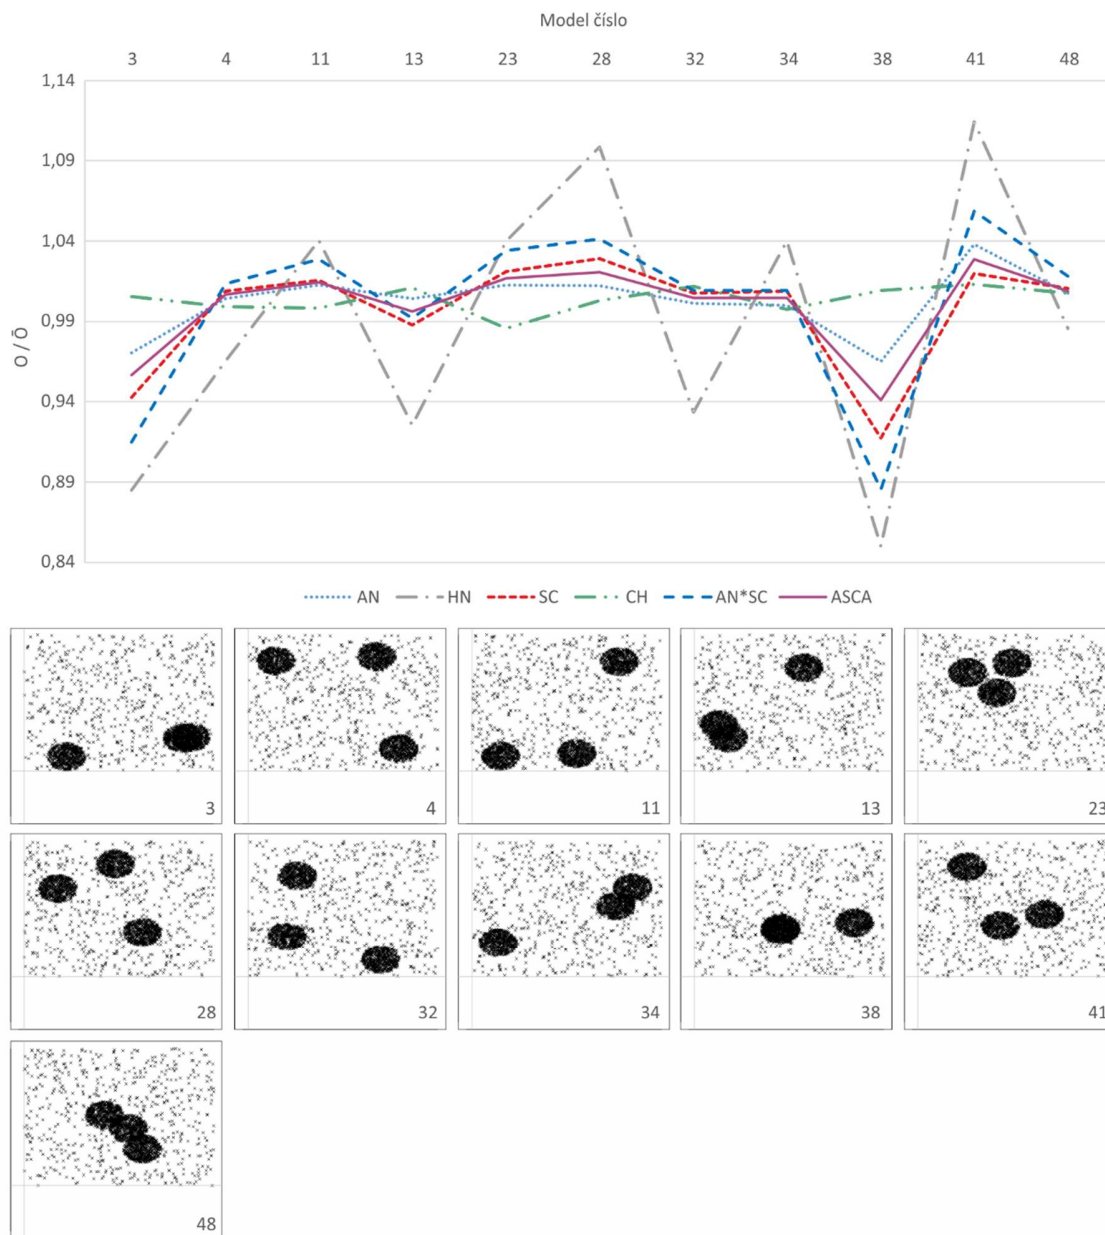 Model číslo
3 4 11 13 23 28 32 34 38 41 48
1,14
1,09
1,04
0,99
0,94
0,89
0,84
O / Ō
AN HN SC CH AN*SC ASCA
3 4 11 13 23
28 32 34 38 41
48